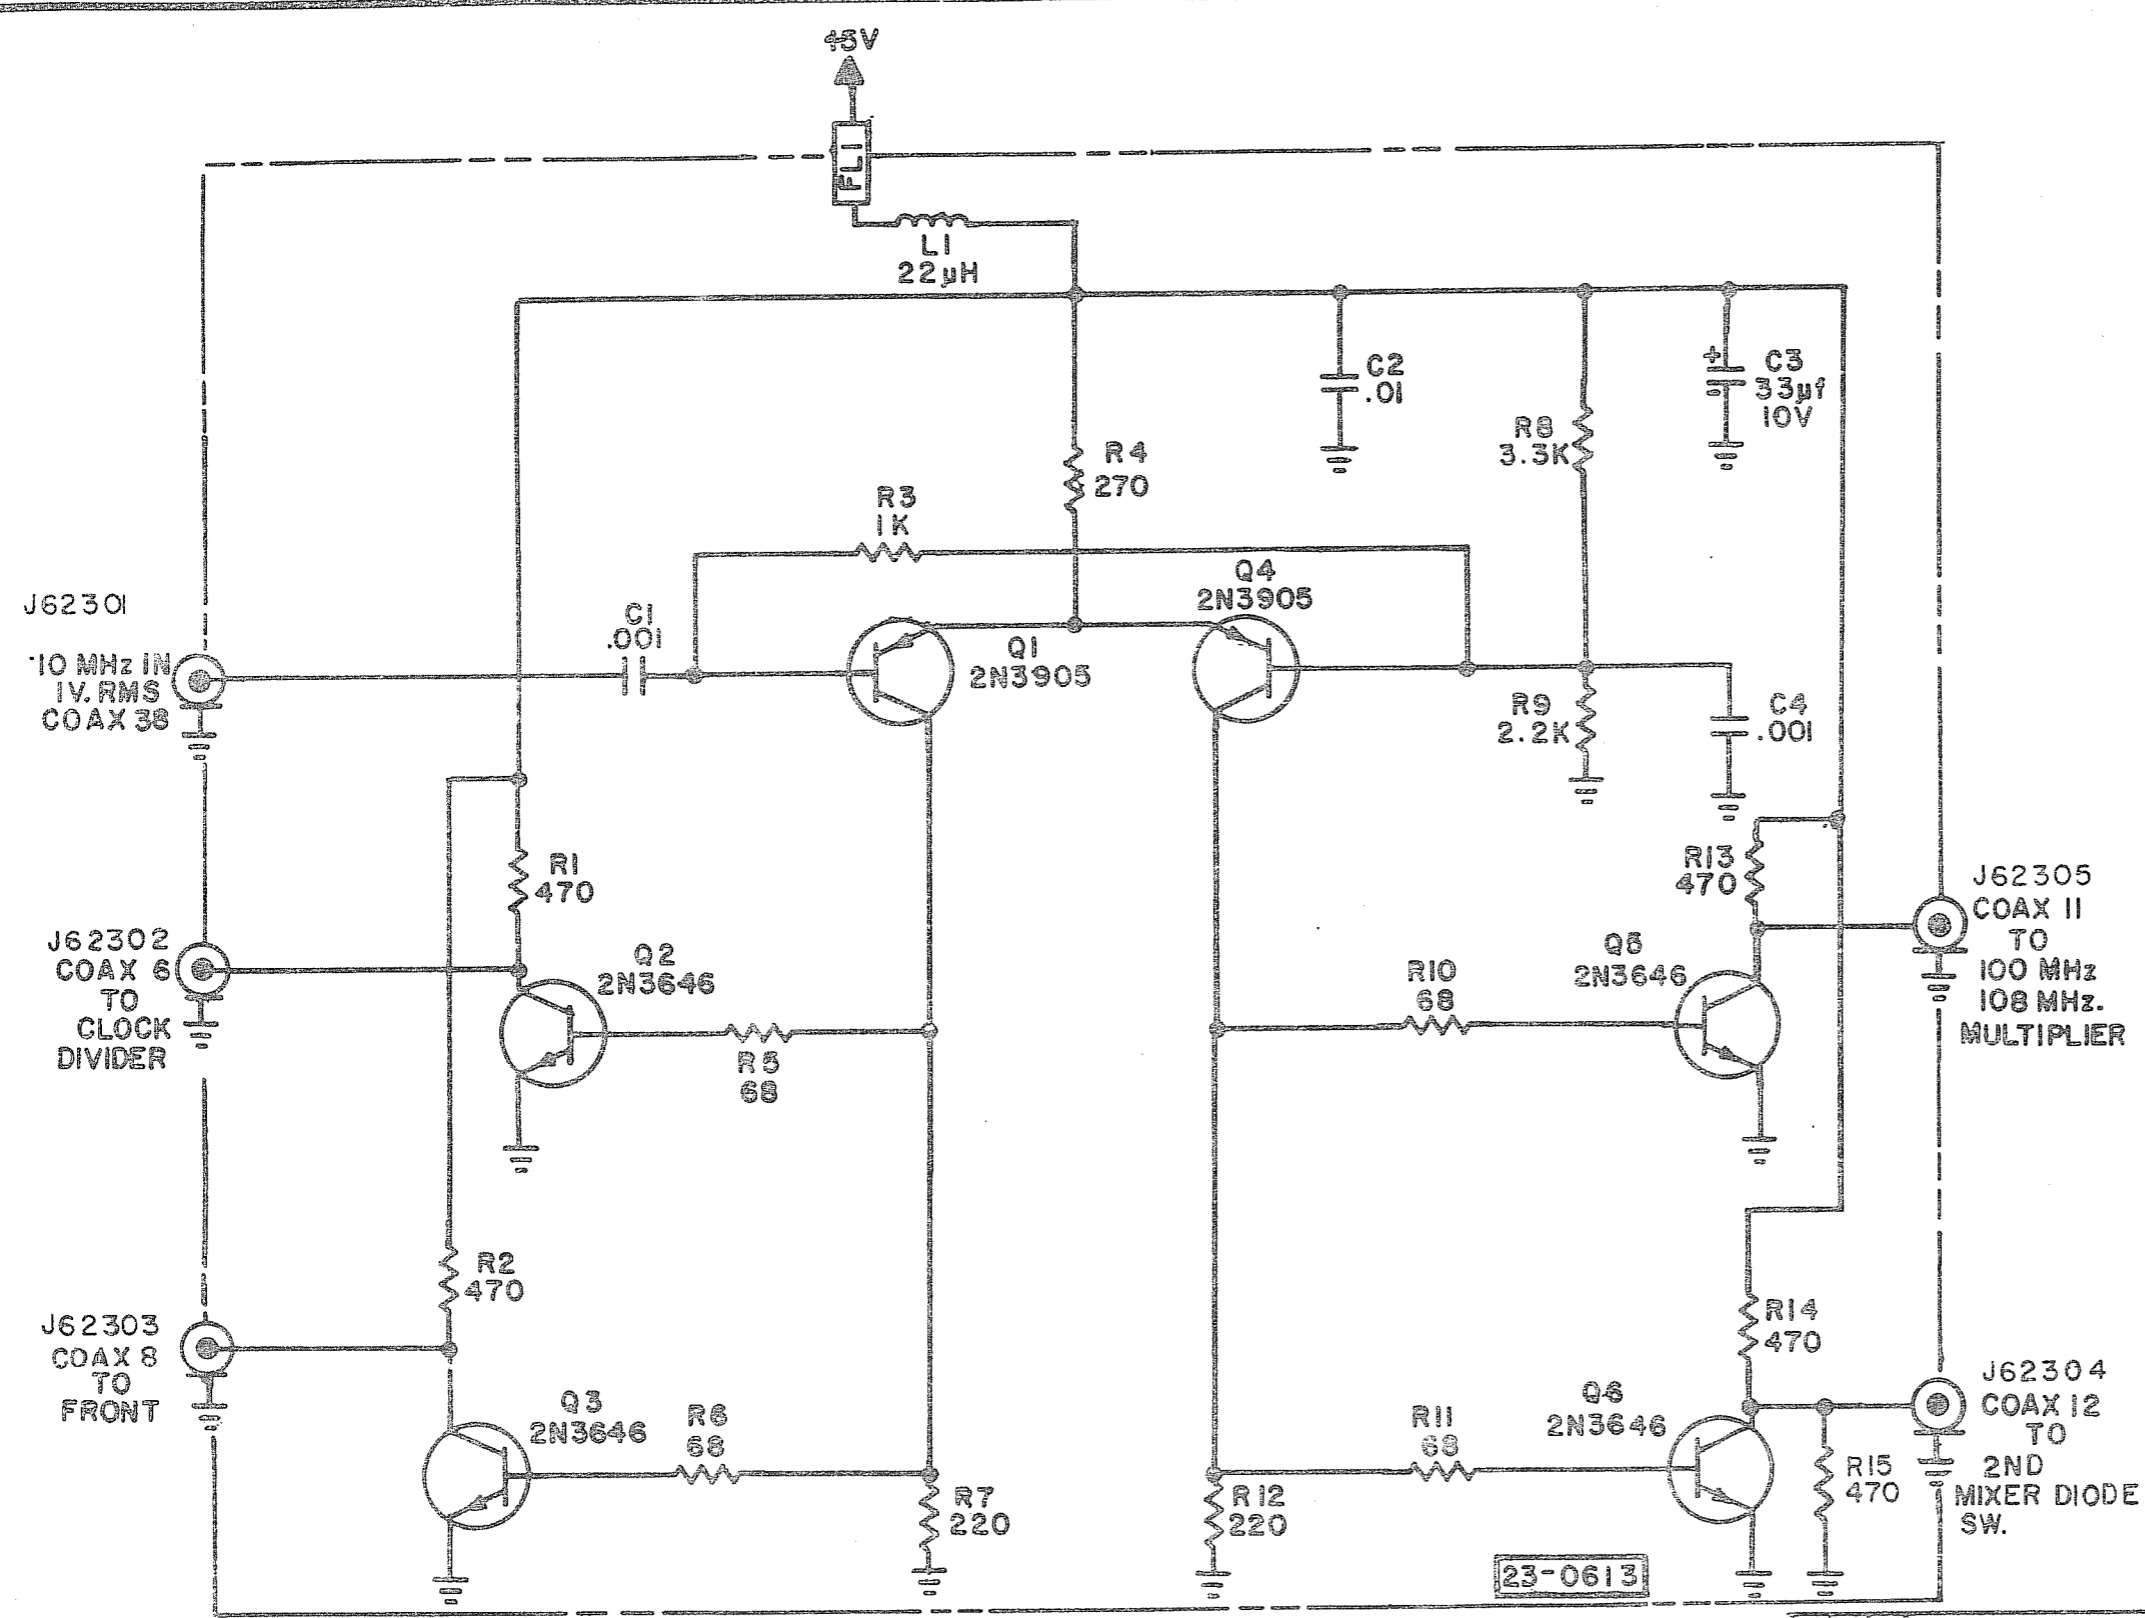 +5V
FL1
L1
22µH
C2
.01
+
C3
33µf
10V
R8
3.3K
R4
270
R3
1K
Q4
2N3905
J62301
10 MHz IN
1V. RMS
COAX 38
C1
.001
Q1
2N3905
R9
2.2K
C4
.001
R1
470
R13
470
J62305
COAX 11
TO
100 MHz
108 MHz.
MULTIPLIER
J62302
COAX 6
TO
CLOCK
DIVIDER
Q2
2N3646
R5
68
R10
68
Q5
2N3646
R2
470
R14
470
J62303
COAX 8
TO
FRONT
Q3
2N3646
R6
68
R7
220
R12
220
R11
68
Q6
2N3646
R15
470
J62304
COAX 12
TO
2ND
MIXER DIODE
SW.
23-0613